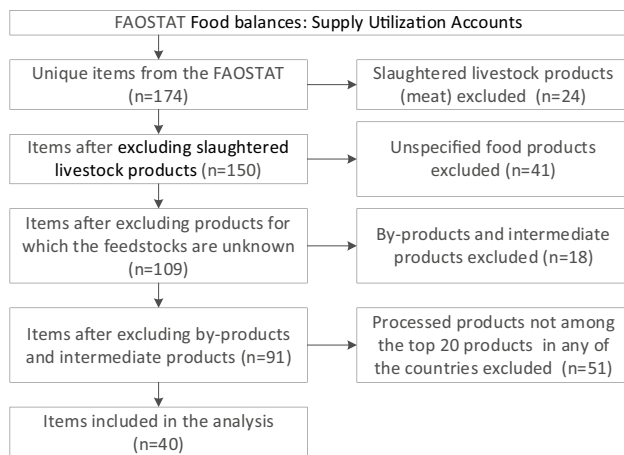 FAOSTAT Food balances: Supply Utilization Accounts
Unique items from the FAOSTAT
(n=174)
Slaughtered livestock products
(meat) excluded (n=24)
Items after excluding slaughtered
livestock products (n=150)
Unspecified food products
excluded (n=41)
Items after excluding products for
which the feedstocks are unknown
(n=109)
By-products and intermediate
products excluded (n=18)
Items after excluding by-products
and intermediate products (n=91)
Processed products not among
the top 20 products in any of
the countries excluded (n=51)
Items included in the analysis
(n=40)